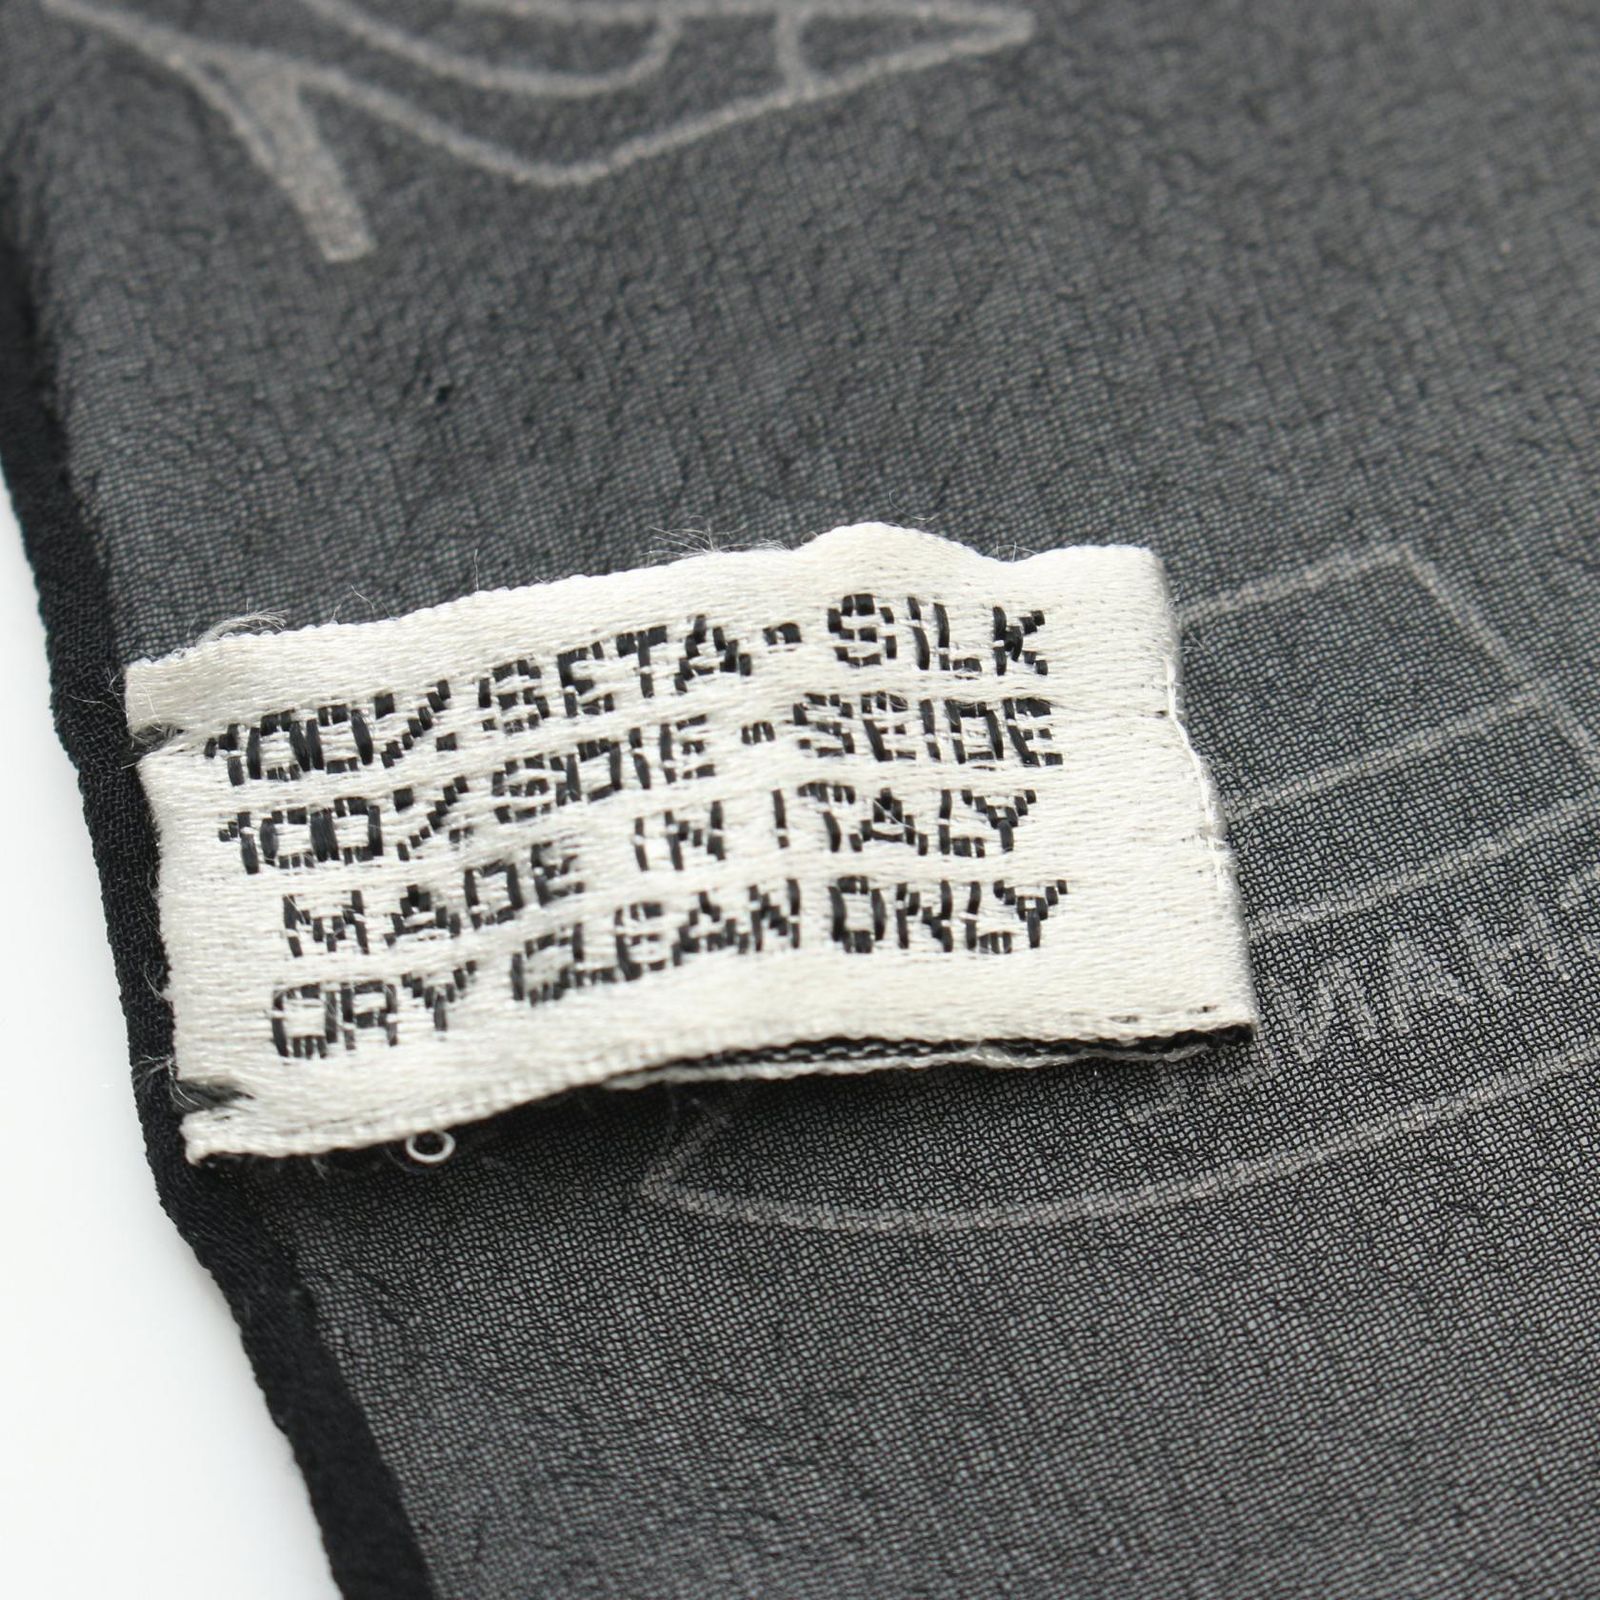 100% SETA - SILK
100% SOIE - SEIDE
MADE IN ITALY
DRY CLEAN ONLY